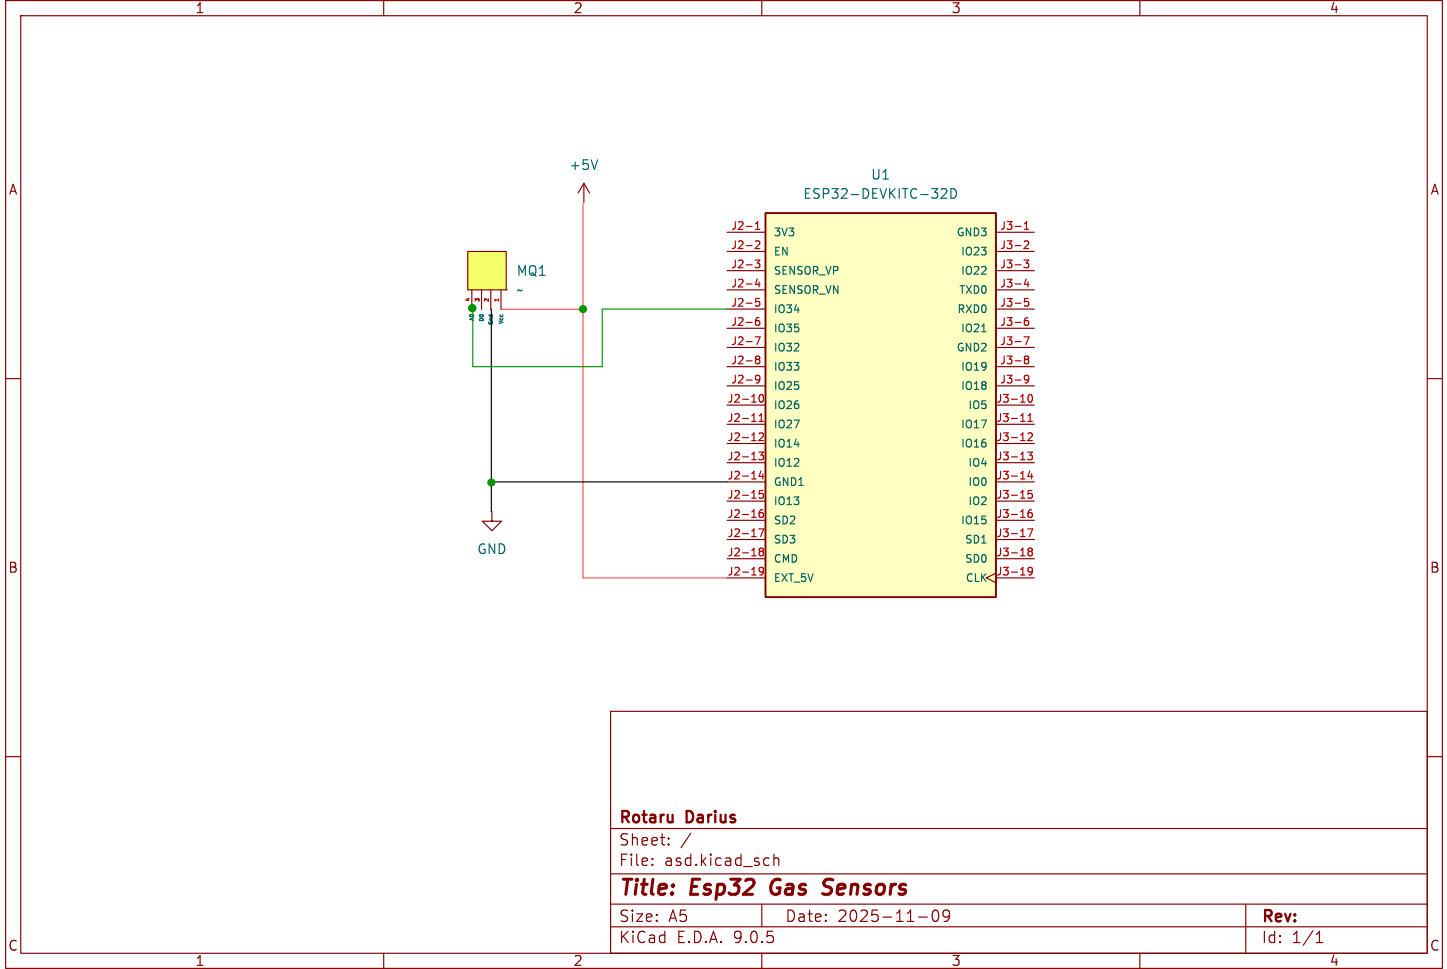 1 2 3 4
A A
B B
C C
1 2 3 4
+5V
U1
ESP32-DEVKITC-32D
MQ1
~
4 3 2 1
A0 D0 Gnd Vcc
GND
J2-1 3V3 GND3 J3-1
J2-2 EN IO23 J3-2
J2-3 SENSOR_VP IO22 J3-3
J2-4 SENSOR_VN TXD0 J3-4
J2-5 IO34 RXD0 J3-5
J2-6 IO35 IO21 J3-6
J2-7 IO32 GND2 J3-7
J2-8 IO33 IO19 J3-8
J2-9 IO25 IO18 J3-9
J2-10 IO26 IO5 J3-10
J2-11 IO27 IO17 J3-11
J2-12 IO14 IO16 J3-12
J2-13 IO12 IO4 J3-13
J2-14 GND1 IO0 J3-14
J2-15 IO13 IO2 J3-15
J2-16 SD2 IO15 J3-16
J2-17 SD3 SD1 J3-17
J2-18 CMD SD0 J3-18
J2-19 EXT_5V CLK J3-19
Rotaru Darius
Sheet: /
File: asd.kicad_sch
Title: Esp32 Gas Sensors
Size: A5 Date: 2025-11-09 Rev:
KiCad E.D.A. 9.0.5 Id: 1/1